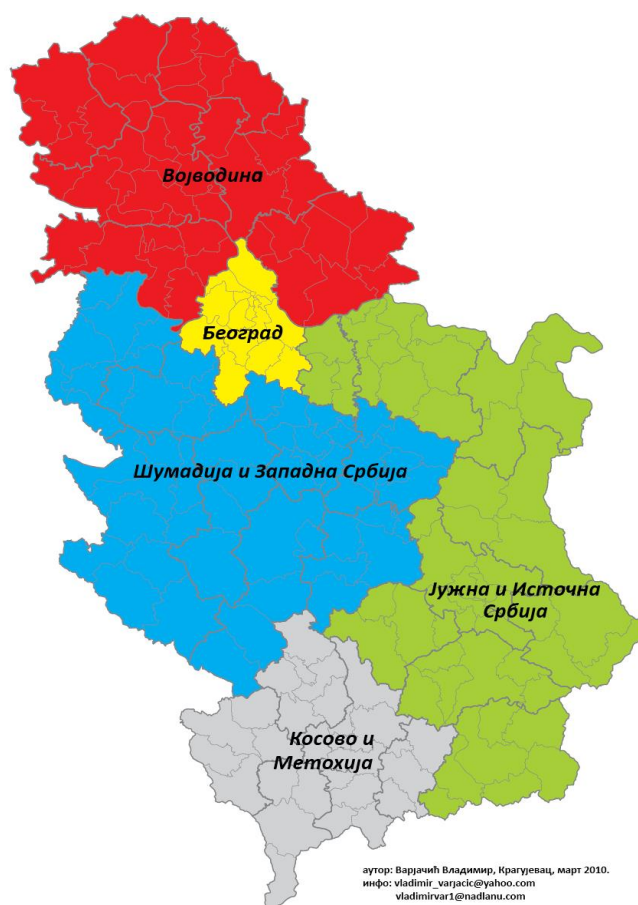 Војводина
Београд
Шумадија и Западна Србија
Јужна и Источна
Србија
Косово и
Метохија
аутор: Варјачић Владимир, Крагујевац, март 2010.
инфо: vladimir_varjacic@yahoo.com
vladimirvar1@nadlanu.com